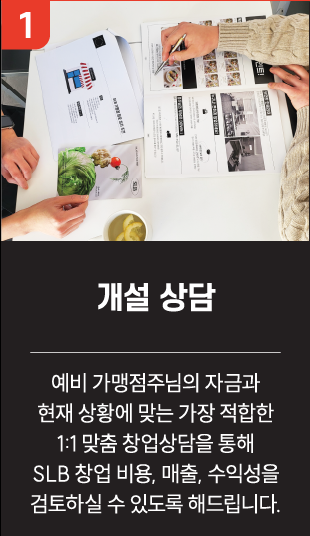 1
개설 상담
예비 가맹점주님의 자금과
현재 상황에 맞는 가장 적합한
1:1 맞춤 창업상담을 통해
SLB 창업 비용, 매출, 수익성을
검토하실 수 있도록 해드립니다.